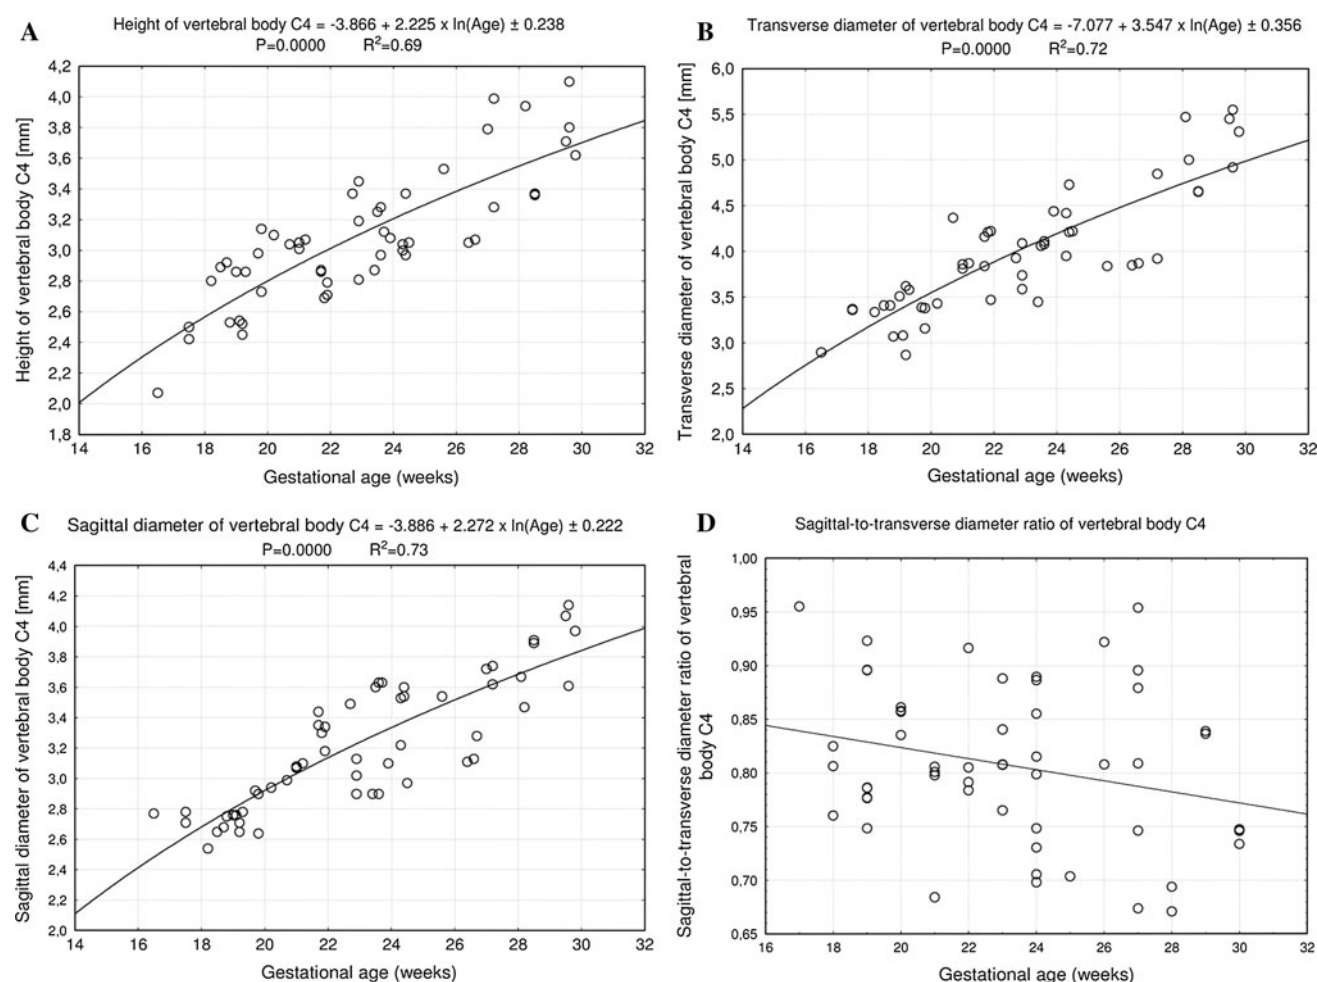 A
Height of vertebral body C4 = -3.866 + 2.225 x ln(Age) ± 0.238
P=0.0000 R²=0.69
Height of vertebral body C4 [mm]
4,2
4,0
3,8
3,6
3,4
3,2
3,0
2,8
2,6
2,4
2,2
2,0
1,8
14 16 18 20 22 24 26 28 30 32
Gestational age (weeks)
B
Transverse diameter of vertebral body C4 = -7.077 + 3.547 x ln(Age) ± 0.356
P=0.0000 R²=0.72
Transverse diameter of vertebral body C4 [mm]
6,0
5,5
5,0
4,5
4,0
3,5
3,0
2,5
2,0
14 16 18 20 22 24 26 28 30 32
Gestational age (weeks)
C
Sagittal diameter of vertebral body C4 = -3.886 + 2.272 x ln(Age) ± 0.222
P=0.0000 R²=0.73
Sagittal diameter of vertebral body C4 [mm]
4,4
4,2
4,0
3,8
3,6
3,4
3,2
3,0
2,8
2,6
2,4
2,2
2,0
14 16 18 20 22 24 26 28 30 32
Gestational age (weeks)
D
Sagittal-to-transverse diameter ratio of vertebral body C4
Sagittal-to-transverse diameter ratio of vertebral
body C4
1.00
0.95
0.90
0.85
0.80
0.75
0.70
0.65
16 18 20 22 24 26 28 30 32
Gestational age (weeks)